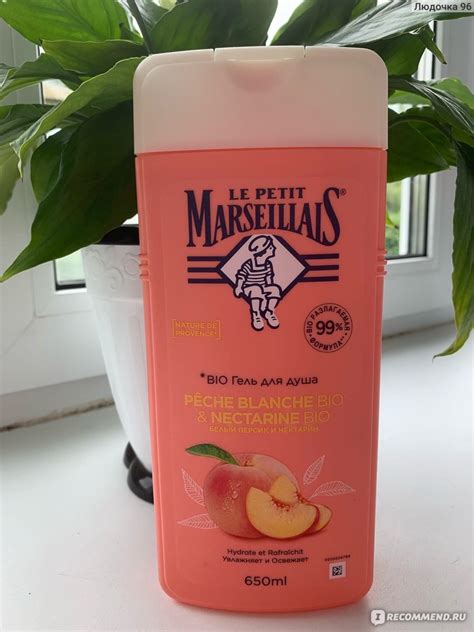 Людочка 96
LE PETIT
MARSEILLAIS®
NATURE DE
PROVENCE!
BIO РАЗЛАГАЕМАЯ
99%
ФОРМУЛА**
*BIO Гель для душа
PÊCHE BLANCHE BIO
& NECTARINE BIO
БЕЛЫЙ ПЕРСИК И НЕКТАРИН
Hydrate et Rafraîchit
Увлажняет и Освежает
650ml
IRECOMMEND.RU